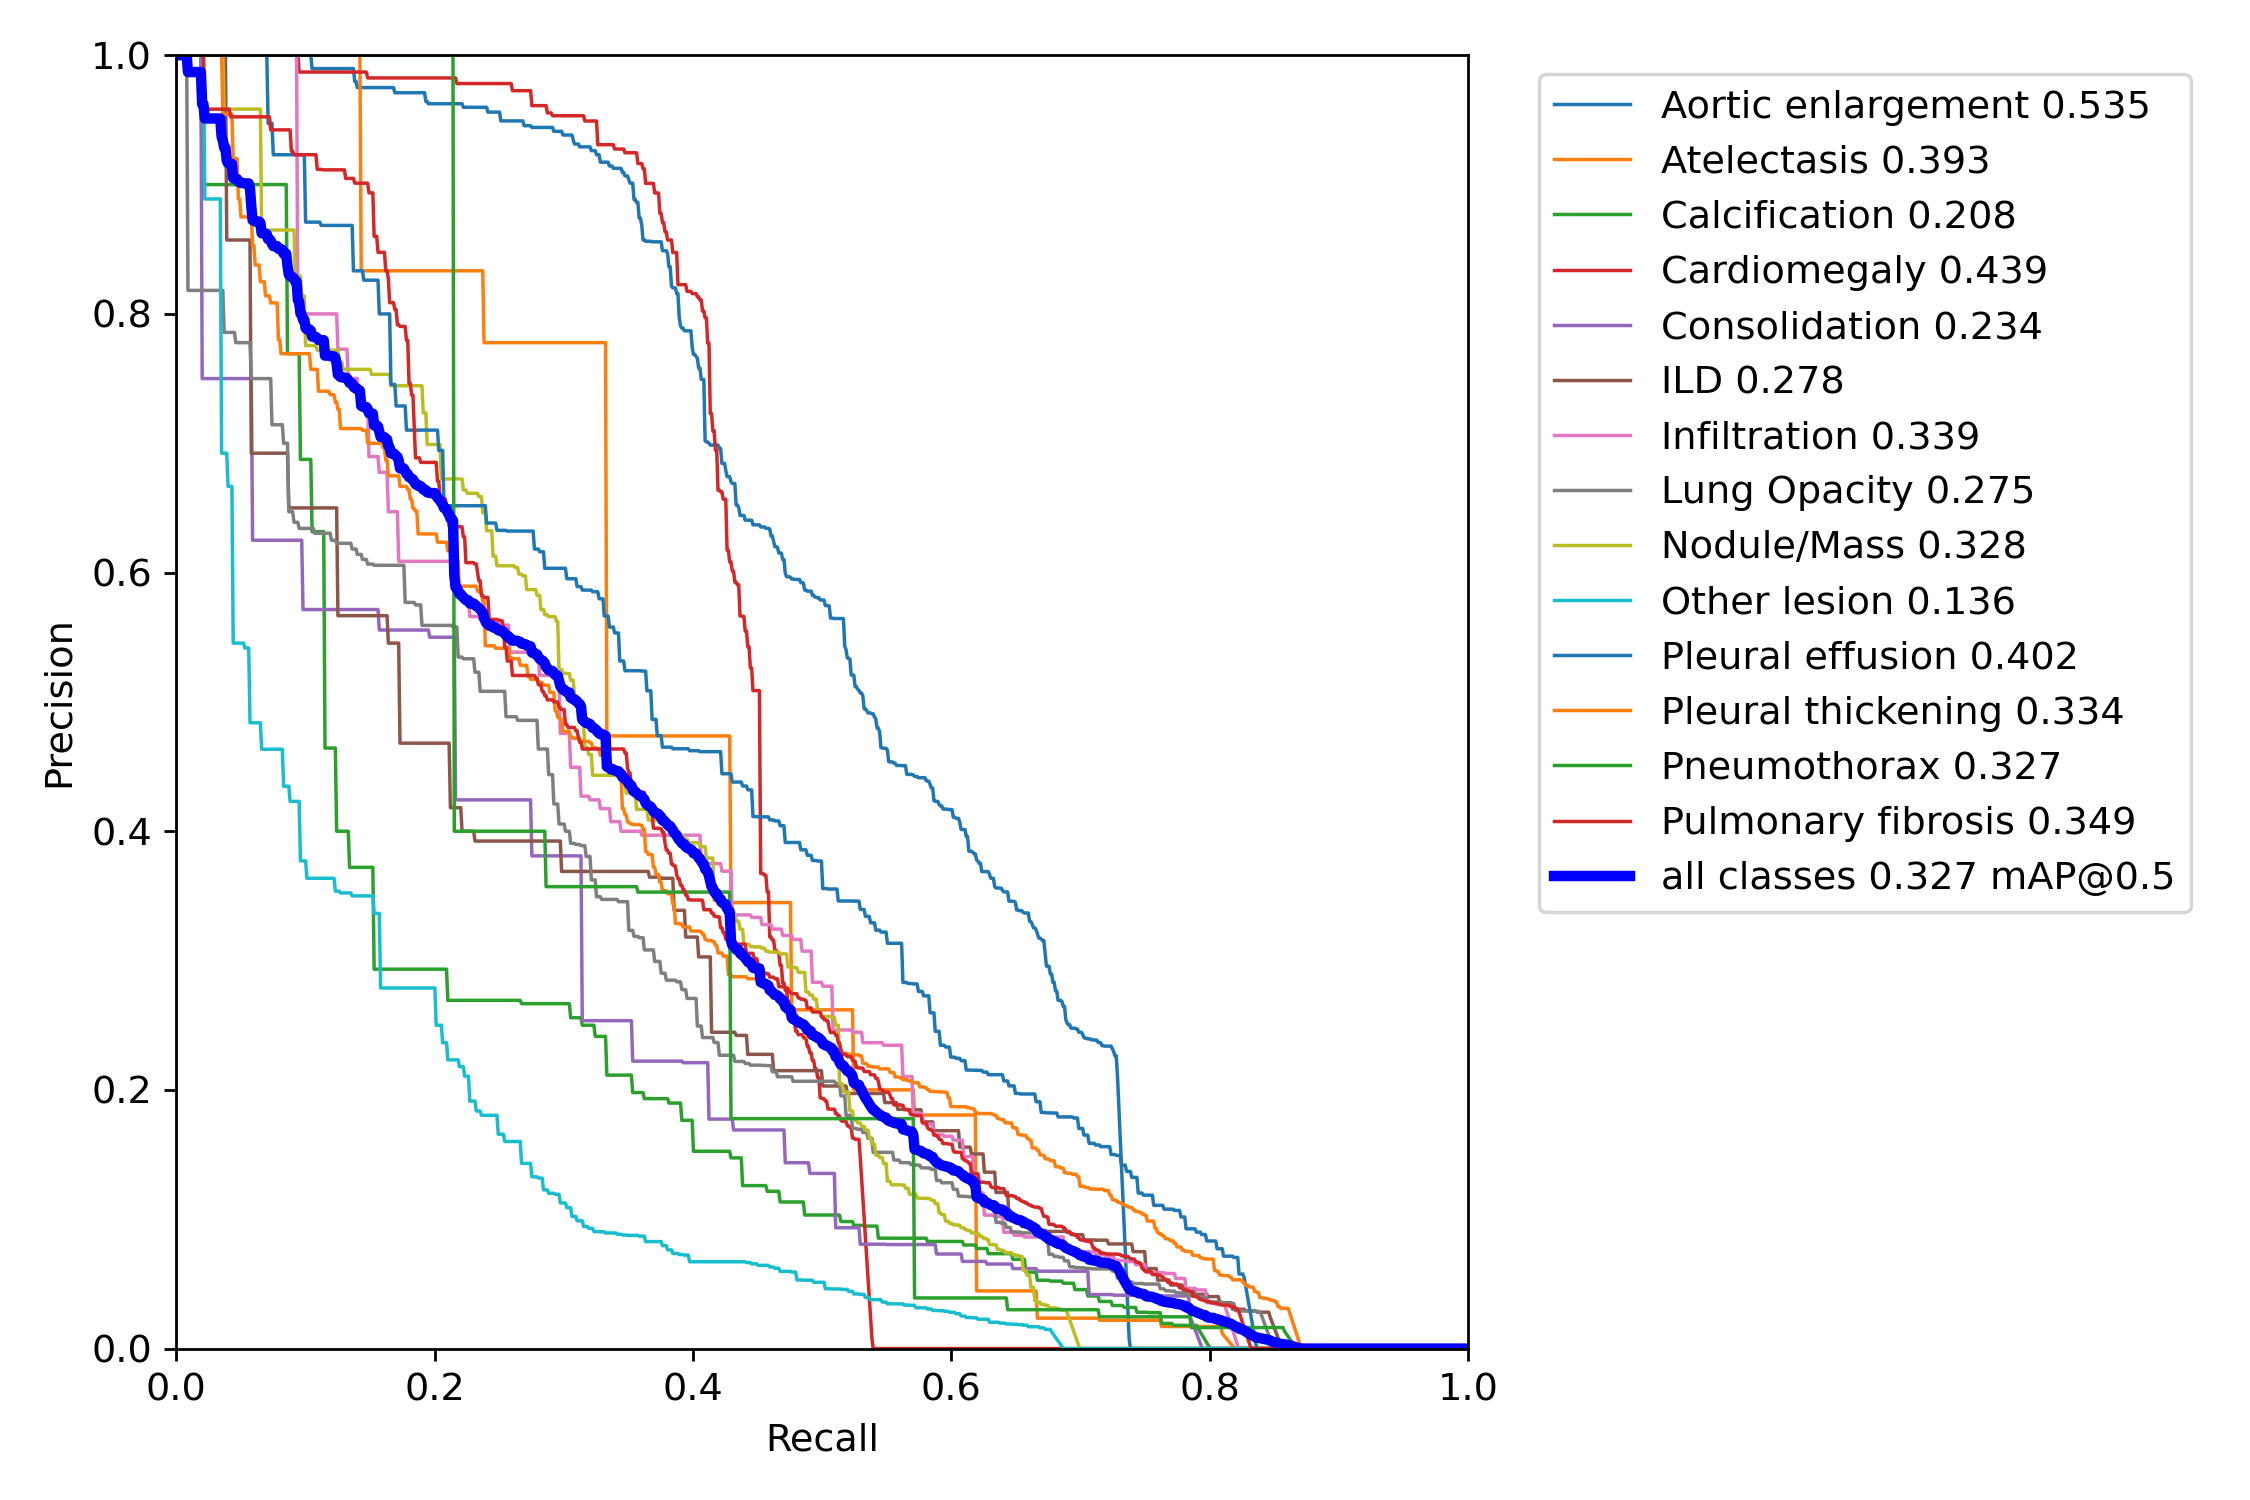 1.0
0.8
0.6
0.4
0.2
0.0
Precision
0.0 0.2 0.4 0.6 0.8 1.0
Recall
Aortic enlargement 0.535
Atelectasis 0.393
Calcification 0.208
Cardiomegaly 0.439
Consolidation 0.234
ILD 0.278
Infiltration 0.339
Lung Opacity 0.275
Nodule/Mass 0.328
Other lesion 0.136
Pleural effusion 0.402
Pleural thickening 0.334
Pneumothorax 0.327
Pulmonary fibrosis 0.349
all classes 0.327 mAP@0.5